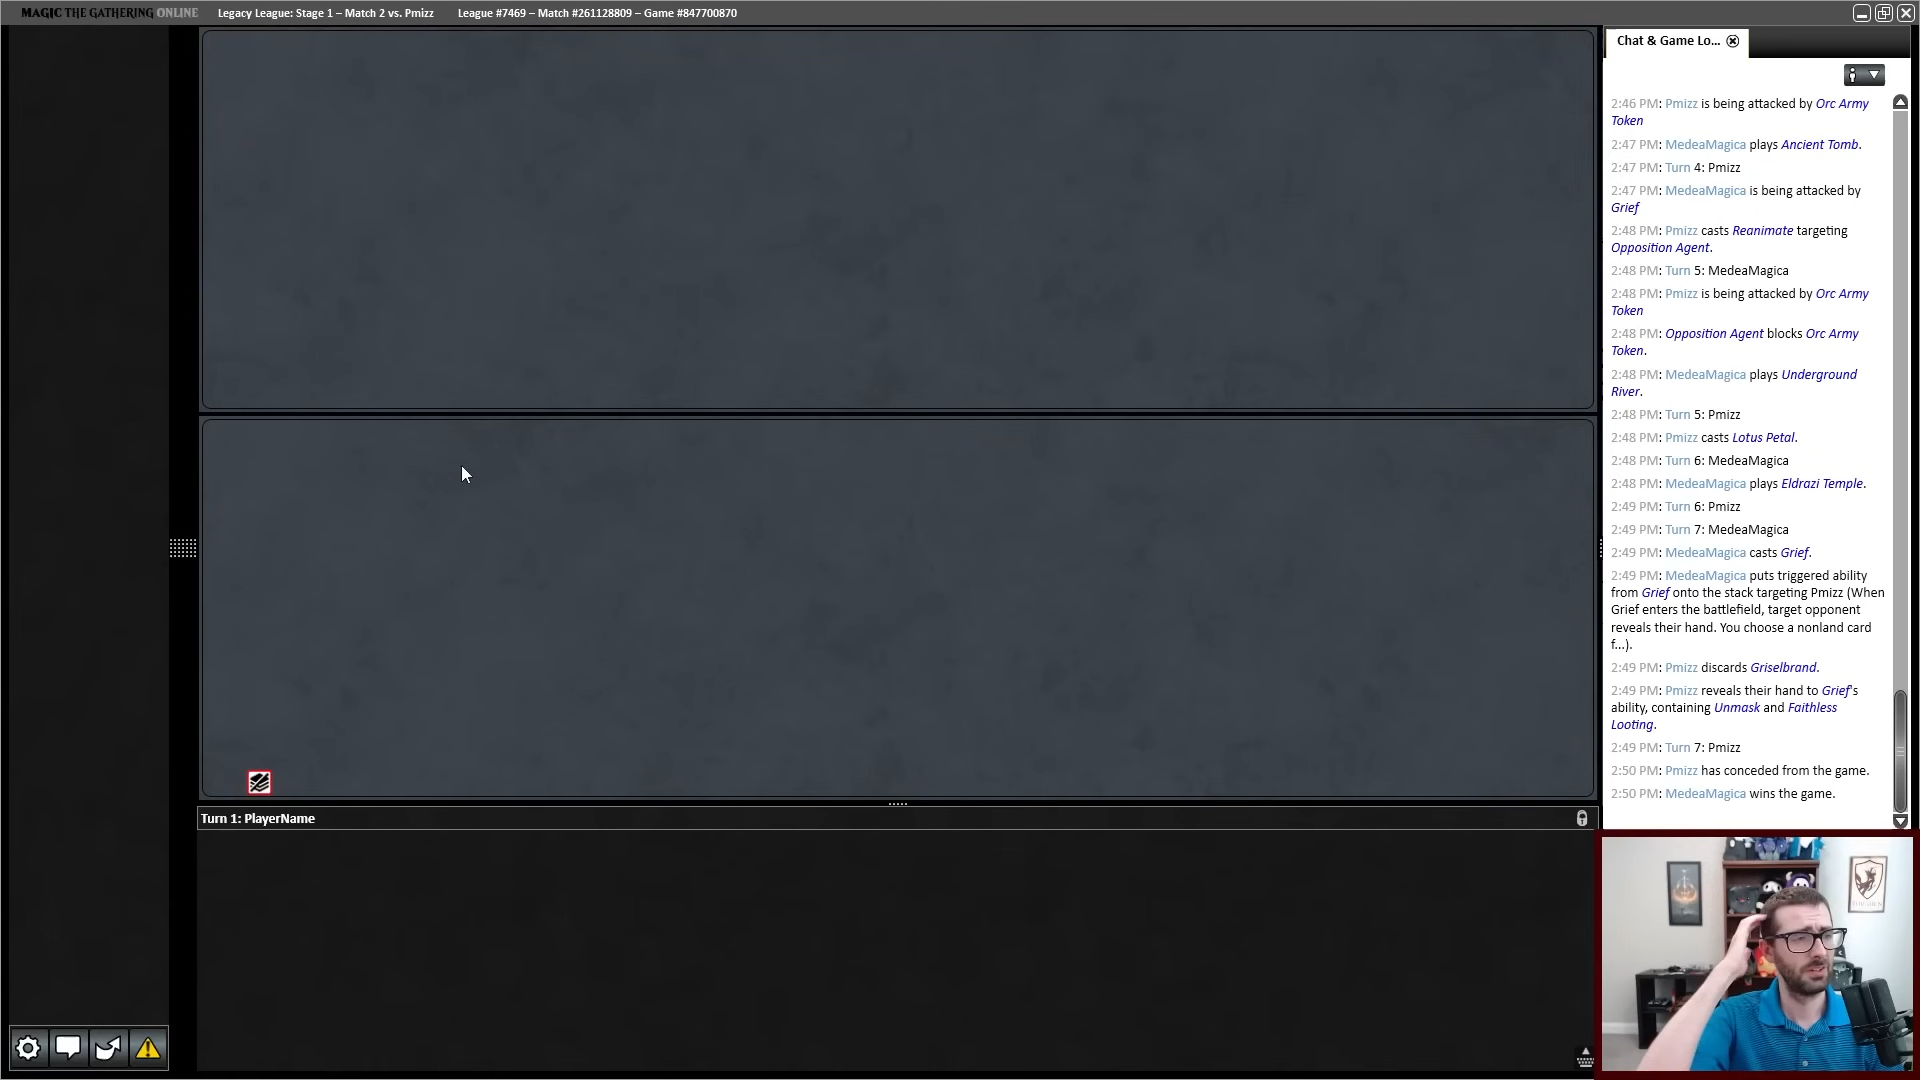 MAGIC THE GATHERING ONLINE Legacy League: Stage 1 – Match 2 vs. Pmizz League #7469 – Match #261128809 – Game #847700870
Chat & Game Lo...
2:46 PM: Pmizz is being attacked by Orc Army
Token
2:47 PM: MedeaMagica plays Ancient Tomb.
2:47 PM: Turn 4: Pmizz
2:47 PM: MedeaMagica is being attacked by
Grief
2:48 PM: Pmizz casts Reanimate targeting
Opposition Agent.
2:48 PM: Turn 5: MedeaMagica
2:48 PM: Pmizz is being attacked by Orc Army
Token
2:48 PM: Opposition Agent blocks Orc Army
Token.
2:48 PM: MedeaMagica plays Underground
River.
2:48 PM: Turn 5: Pmizz
2:48 PM: Pmizz casts Lotus Petal.
2:48 PM: Turn 6: MedeaMagica
2:48 PM: MedeaMagica plays Eldrazi Temple.
2:49 PM: Turn 6: Pmizz
2:49 PM: Turn 7: MedeaMagica
2:49 PM: MedeaMagica casts Grief.
2:49 PM: MedeaMagica puts triggered ability
from Grief onto the stack targeting Pmizz (When
Grief enters the battlefield, target opponent
reveals their hand. You choose a nonland card
f...).
2:49 PM: Pmizz discards Griselbrand.
2:49 PM: Pmizz reveals their hand to Grief's
ability, containing Unmask and Faithless
Looting.
2:49 PM: Turn 7: Pmizz
2:50 PM: Pmizz has conceded from the game.
2:50 PM: MedeaMagica wins the game.
Turn 1: PlayerName